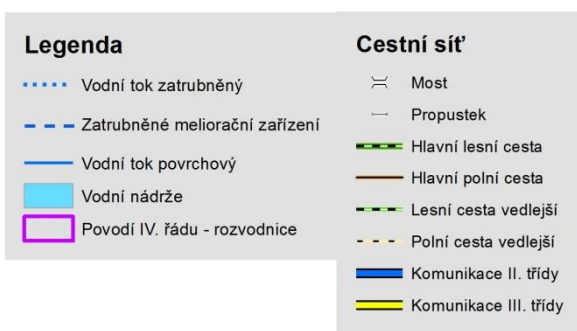 Legenda
Vodní tok zatrubněný
Zatrubněné meliorační zařízení
Vodní tok povrchový
Vodní nádrže
Povodí IV. řádu - rozvodnice
Cestní síť
Most
Propustek
Hlavní lesní cesta
Hlavní polní cesta
Lesní cesta vedlejší
Polní cesta vedlejší
Komunikace II. třídy
Komunikace III. třídy